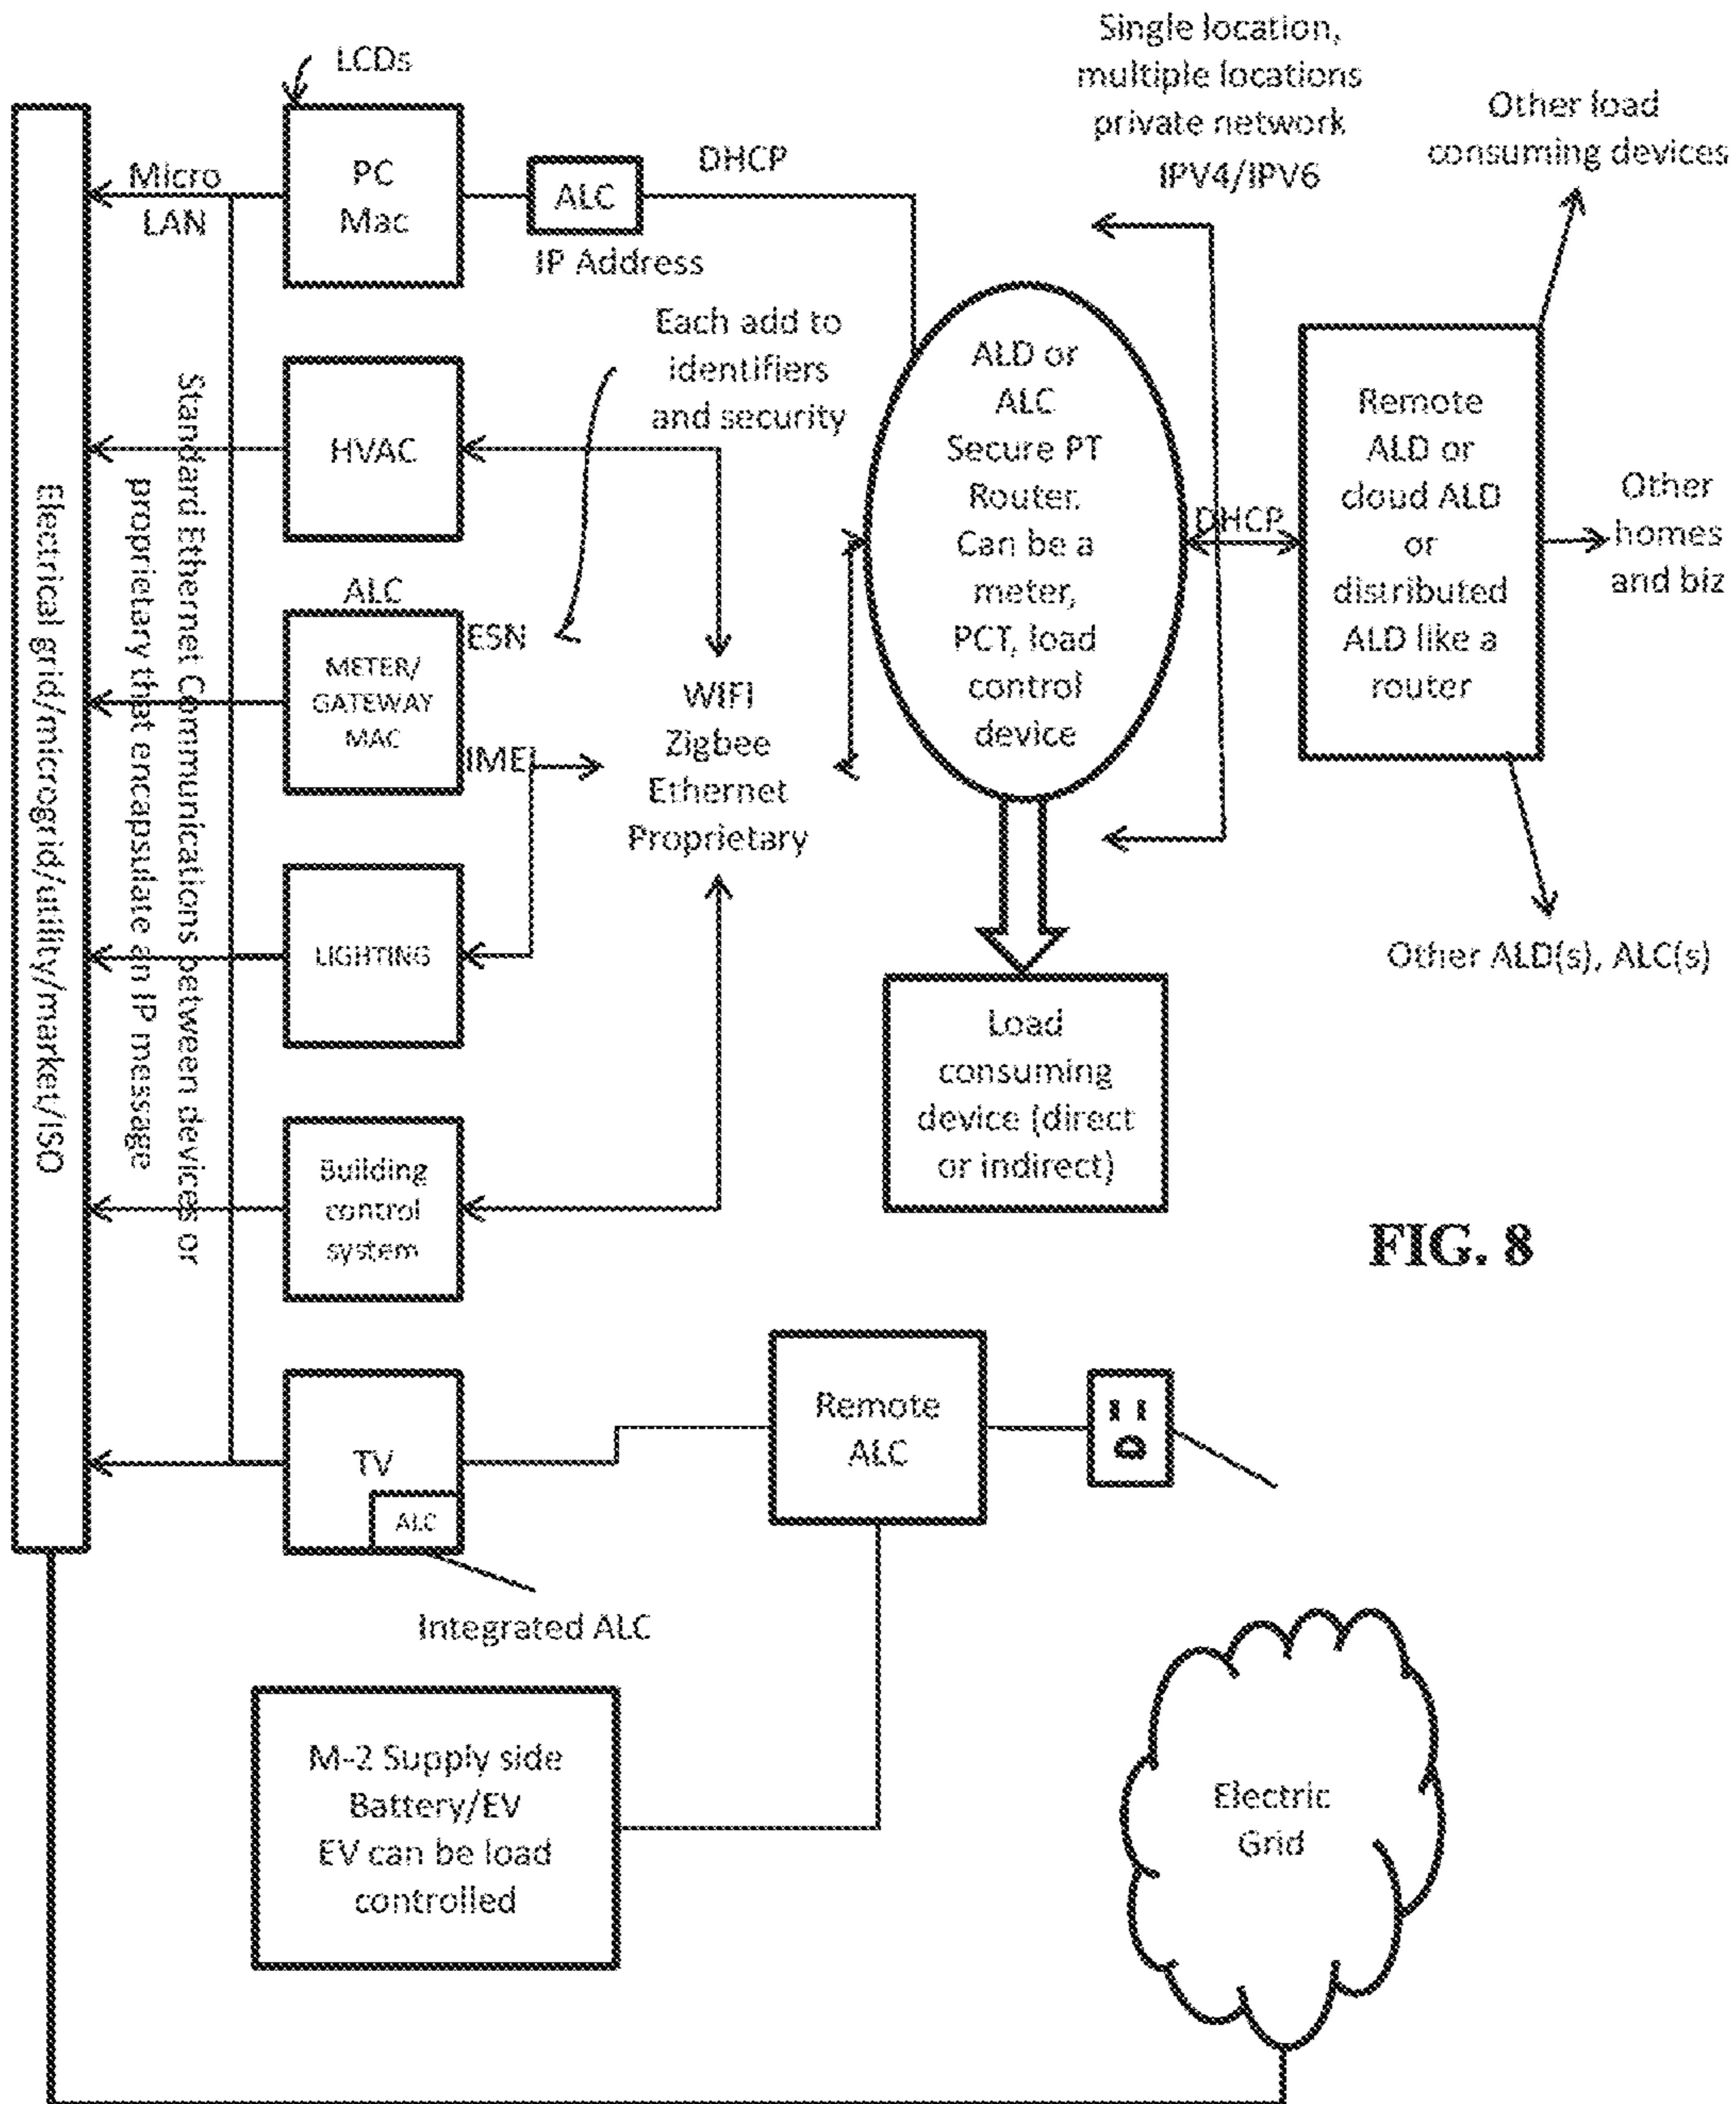 LCDs
Single location,
multiple locations
private network
IPV4/IPV6
Other load
consuming devices
Micro
LAN
PC
Mac
ALC
DHCP
IP Address
Each add to
identifiers
and security
HVAC
ALC
METER/
GATEWAY
MAC
ESN
IMEI
WIFI
Zigbee
Ethernet
Proprietary
ALD or
ALC
Secure PT
Router.
Can be a
meter,
PCT, load
control
device
DHCP
Remote
ALD or
cloud ALD
or
distributed
ALD like a
router
Other
homes
and biz
Other ALD(s), ALC(s)
Electrical grid/microgrid/utility/market/ISO
Standard Ethernet Communications between devices or
proprietary that encapsulate an IP message
LIGHTING
Load
consuming
device (direct
or indirect)
Building
control
system
FIG. 8
TV
ALC
Remote
ALC
Integrated ALC
M-2 Supply side
Battery/EV
EV can be load
controlled
Electric
Grid